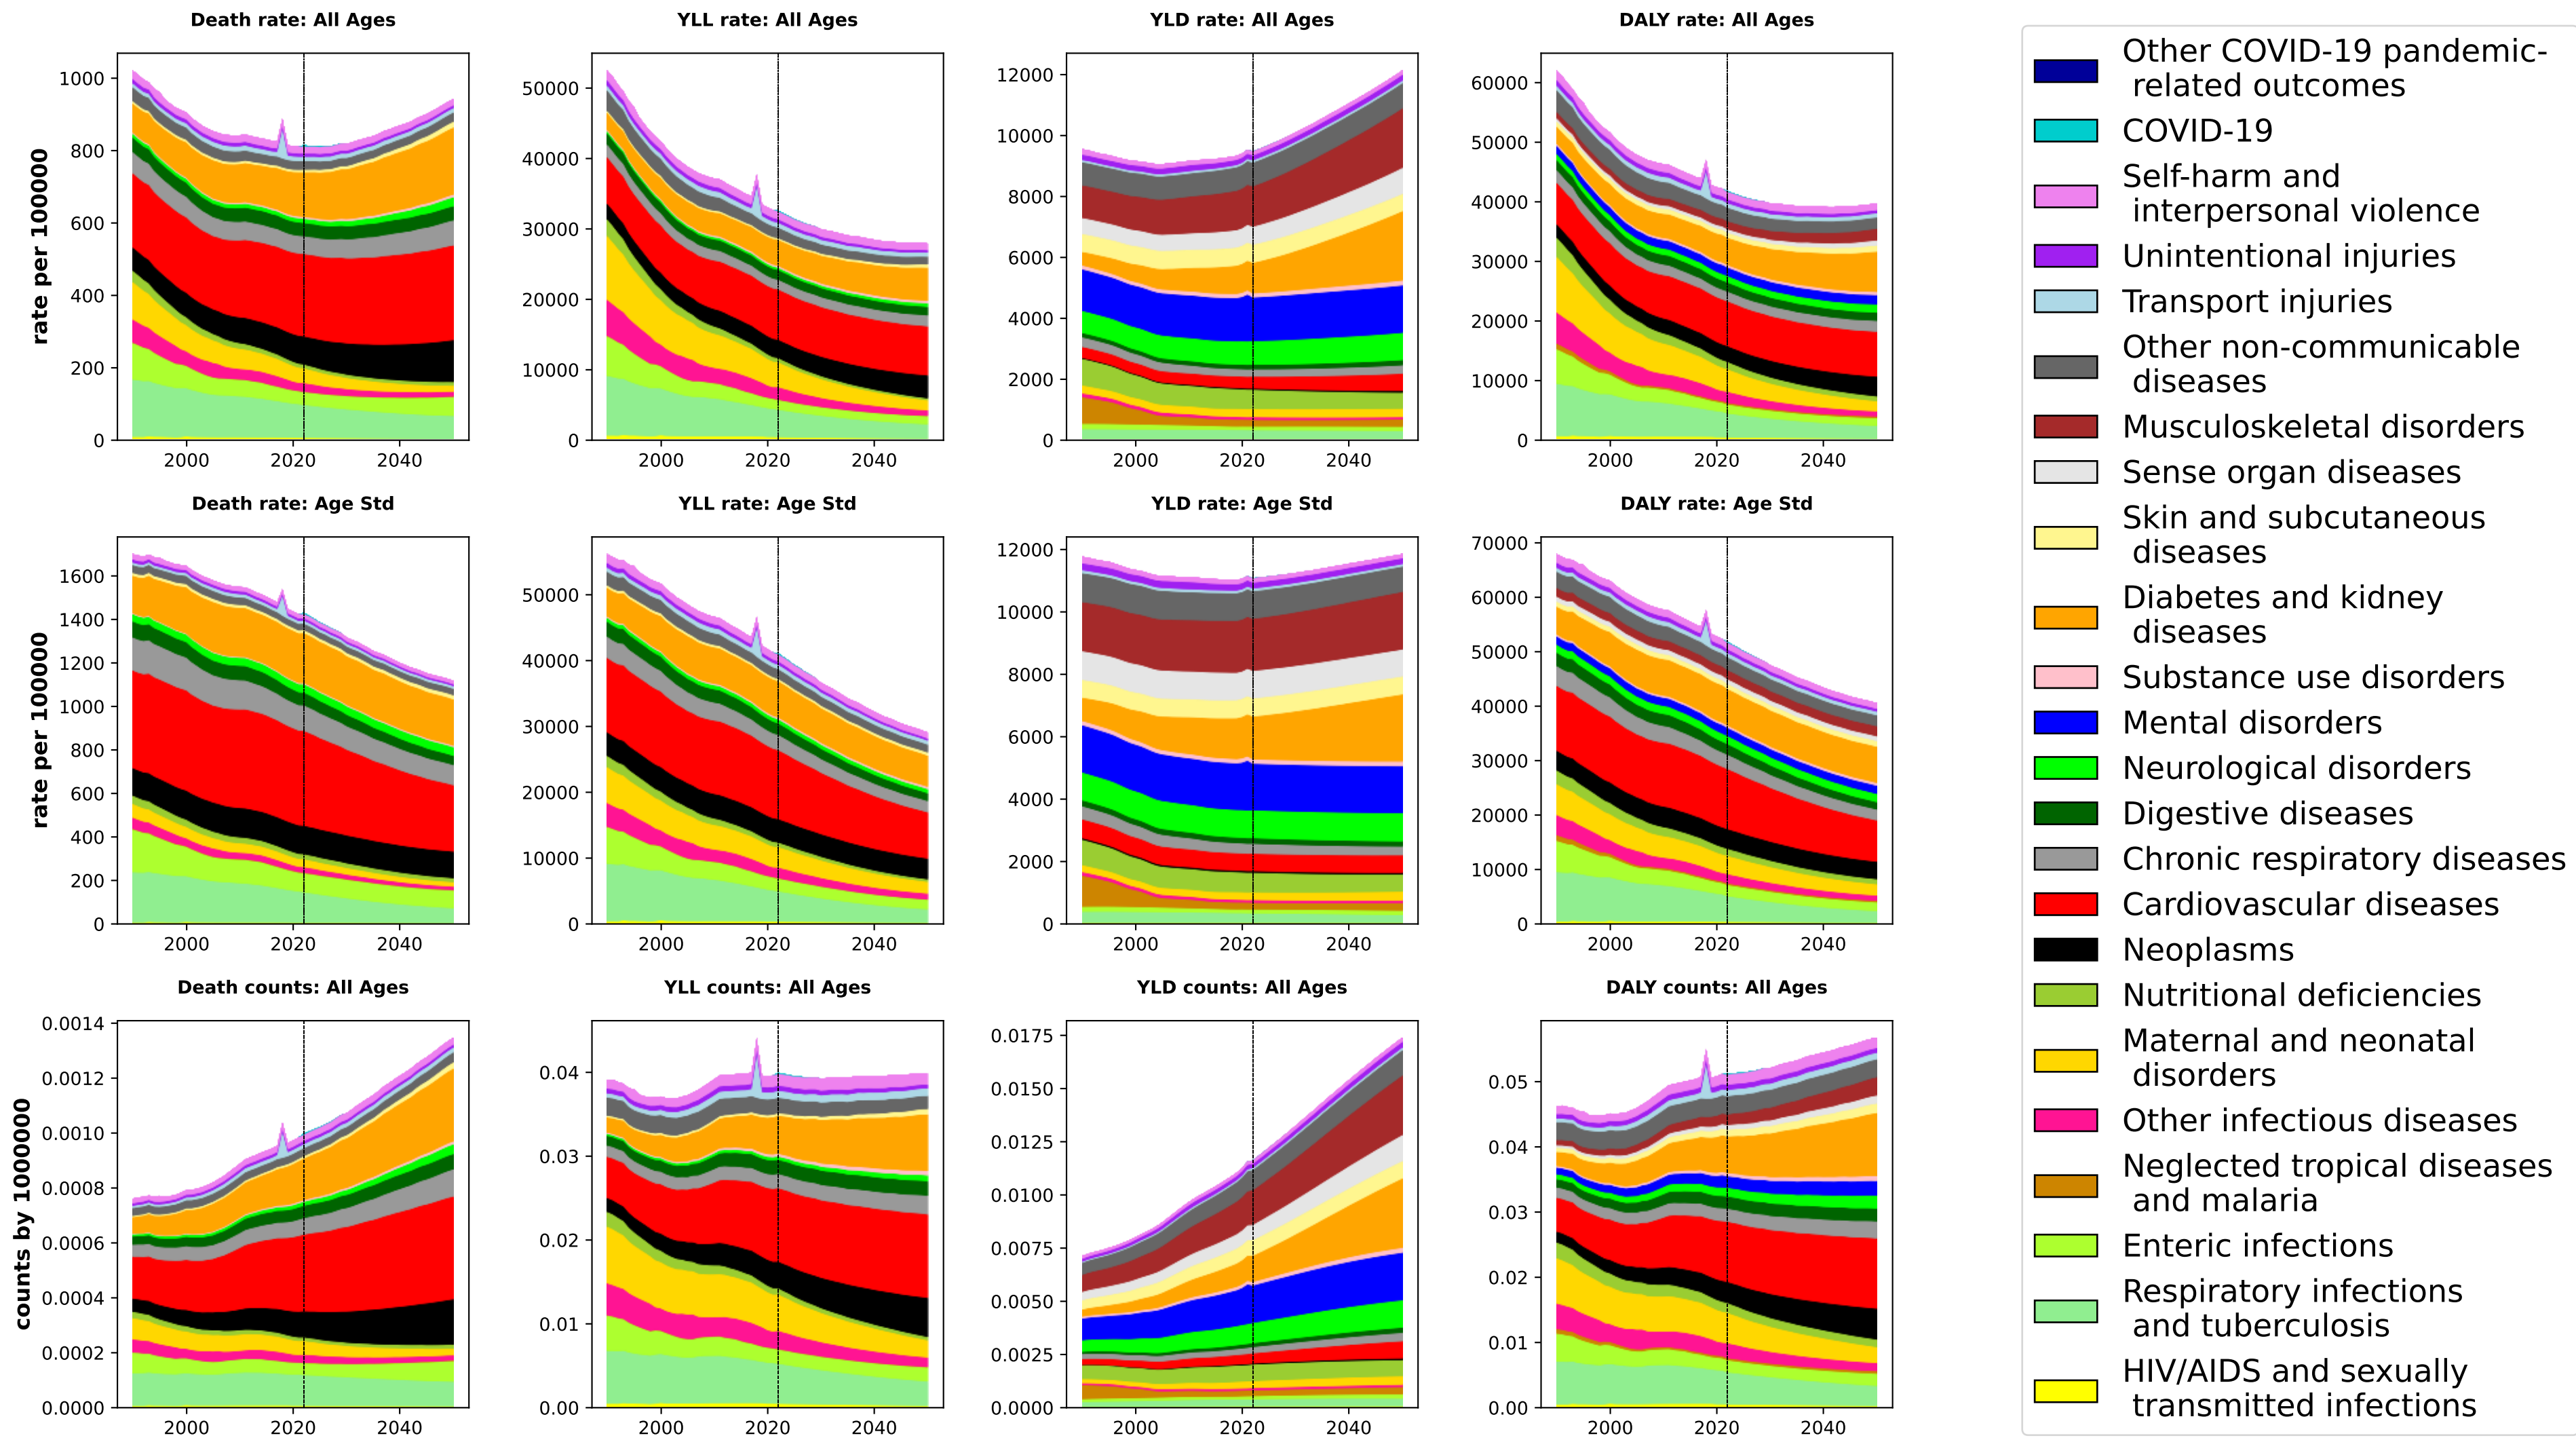 Death rate: All Ages
YLL rate: All Ages
YLD rate: All Ages
DALY rate: All Ages
rate per 100000
1000
800
600
400
200
0
2000 2020 2040
50000
40000
30000
20000
10000
0
2000 2020 2040
12000
10000
8000
6000
4000
2000
0
2000 2020 2040
60000
50000
40000
30000
20000
10000
0
2000 2020 2040
Death rate: Age Std
YLL rate: Age Std
YLD rate: Age Std
DALY rate: Age Std
rate per 100000
1600
1400
1200
1000
800
600
400
200
0
2000 2020 2040
50000
40000
30000
20000
10000
0
2000 2020 2040
12000
10000
8000
6000
4000
2000
0
2000 2020 2040
70000
60000
50000
40000
30000
20000
10000
0
2000 2020 2040
Death counts: All Ages
YLL counts: All Ages
YLD counts: All Ages
DALY counts: All Ages
counts by 1000000
0.0014
0.0012
0.0010
0.0008
0.0006
0.0004
0.0002
0.0000
2000 2020 2040
0.04
0.03
0.02
0.01
0.00
2000 2020 2040
0.0175
0.0150
0.0125
0.0100
0.0075
0.0050
0.0025
0.0000
2000 2020 2040
0.05
0.04
0.03
0.02
0.01
0.00
2000 2020 2040
Other COVID-19 pandemic-
related outcomes
COVID-19
Self-harm and
interpersonal violence
Unintentional injuries
Transport injuries
Other non-communicable
diseases
Musculoskeletal disorders
Sense organ diseases
Skin and subcutaneous
diseases
Diabetes and kidney
diseases
Substance use disorders
Mental disorders
Neurological disorders
Digestive diseases
Chronic respiratory diseases
Cardiovascular diseases
Neoplasms
Nutritional deficiencies
Maternal and neonatal
disorders
Other infectious diseases
Neglected tropical diseases
and malaria
Enteric infections
Respiratory infections
and tuberculosis
HIV/AIDS and sexually
transmitted infections